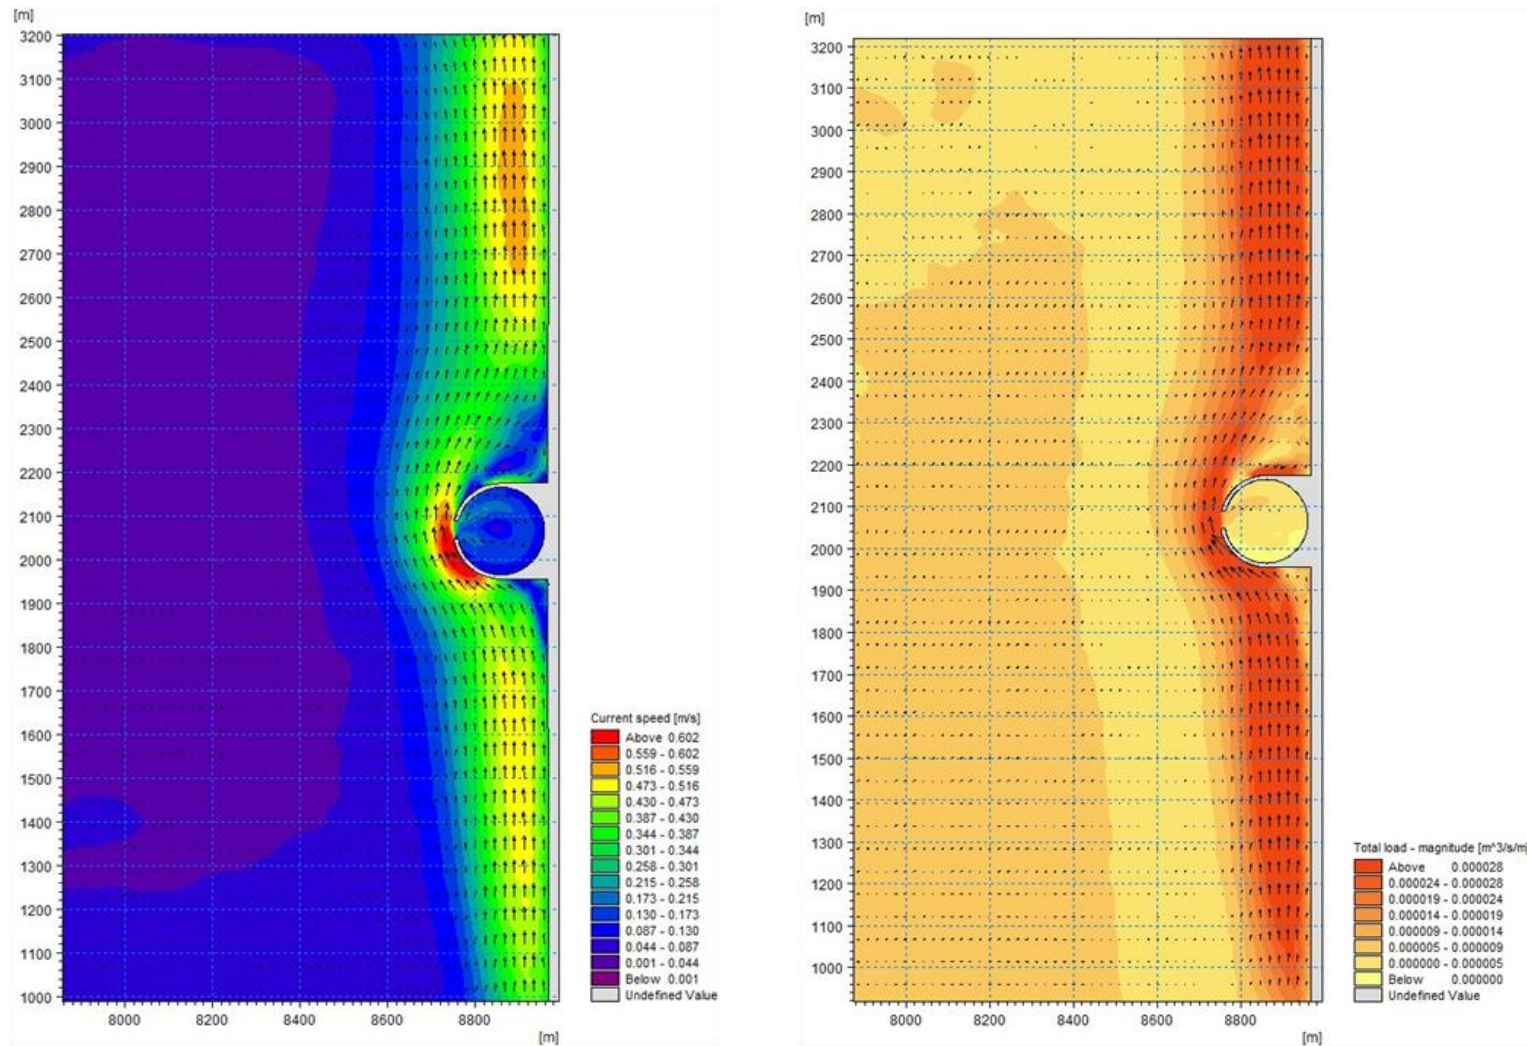 [m]
3200
3100
3000
2900
2800
2700
2600
2500
2400
2300
2200
2100
2000
1900
1800
1700
1600
1500
1400
1300
1200
1100
1000
8000 8200 8400 8600 8800
[m]
Current speed [m/s]
Above 0.602
0.559 - 0.602
0.516 - 0.559
0.473 - 0.516
0.430 - 0.473
0.387 - 0.430
0.344 - 0.387
0.301 - 0.344
0.258 - 0.301
0.215 - 0.258
0.173 - 0.215
0.130 - 0.173
0.087 - 0.130
0.044 - 0.087
0.001 - 0.044
Below 0.001
Undefined Value
[m]
3200
3100
3000
2900
2800
2700
2600
2500
2400
2300
2200
2100
2000
1900
1800
1700
1600
1500
1400
1300
1200
1100
1000
8000 8200 8400 8600 8800
[m]
Total load - magnitude [m^3/s/m]
Above 0.000028
0.000024 - 0.000028
0.000019 - 0.000024
0.000014 - 0.000019
0.000009 - 0.000014
0.000005 - 0.000009
0.000000 - 0.000005
Below 0.000000
Undefined Value